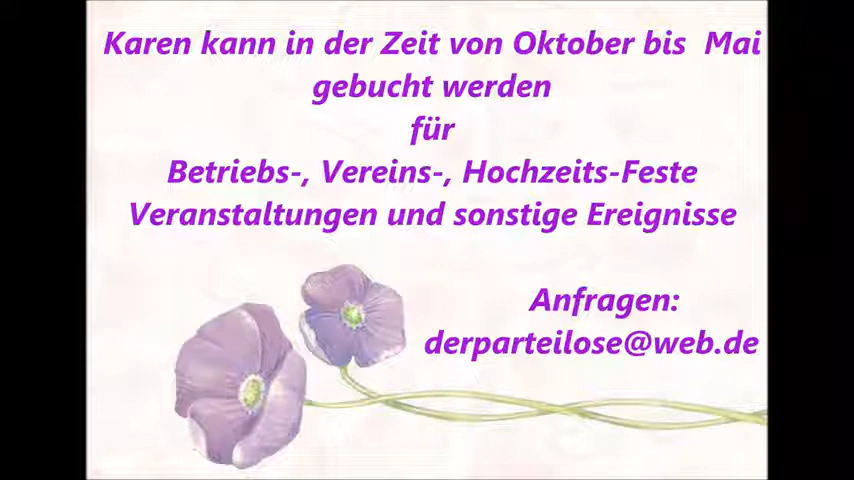 Karen kann in der Zeit von Oktober bis Mai
gebucht werden
für
Betriebs-, Vereins-, Hochzeits-Feste
Veranstaltungen und sonstige Ereignisse
Anfragen:
derparteilose@web.de